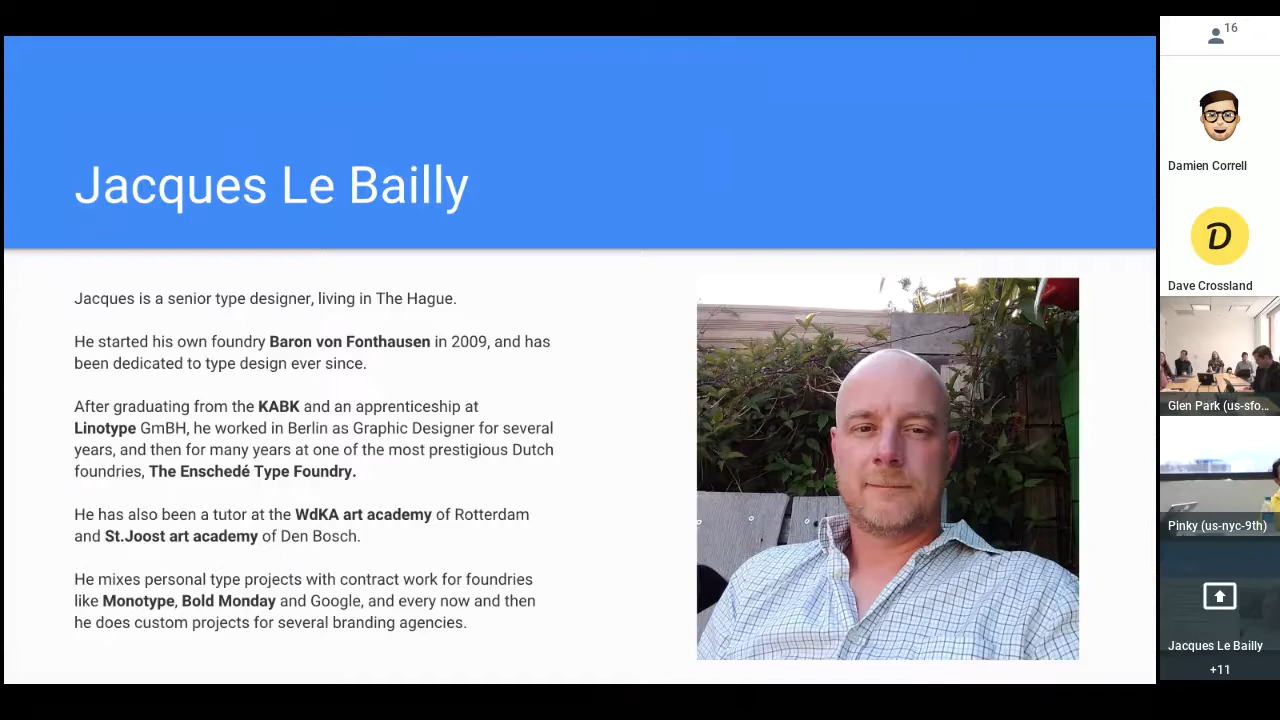 Jacques Le Bailly
Jacques is a senior type designer, living in The Hague.
He started his own foundry Baron von Fonthausen in 2009, and has
been dedicated to type design ever since.
After graduating from the KABK and an apprenticeship at
Linotype GmBH, he worked in Berlin as Graphic Designer for several
years, and then for many years at one of the most prestigious Dutch
foundries, The Enschedé Type Foundry.
He has also been a tutor at the WdKA art academy of Rotterdam
and St.Joost art academy of Den Bosch.
He mixes personal type projects with contract work for foundries
like Monotype, Bold Monday and Google, and every now and then
he does custom projects for several branding agencies.
16
Damien Correll
D
Dave Crossland
Glen Park (us-sfo...
Pinky (us-nyc-9th)
Jacques Le Bailly
+11